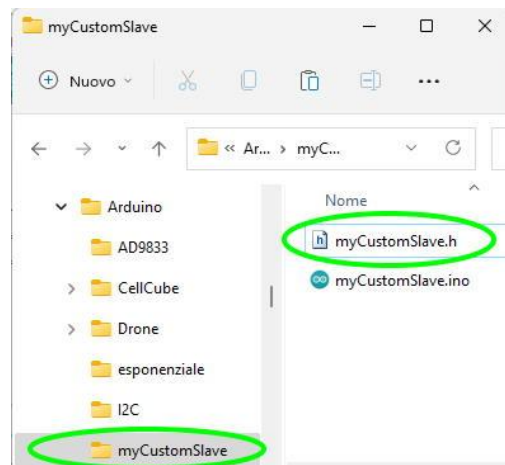 myCustomSlave
Nuovo
« Ar... › myC...
Arduino
AD9833
CellCube
Drone
esponenziale
I2C
myCustomSlave
Nome
myCustomSlave.h
myCustomSlave.ino